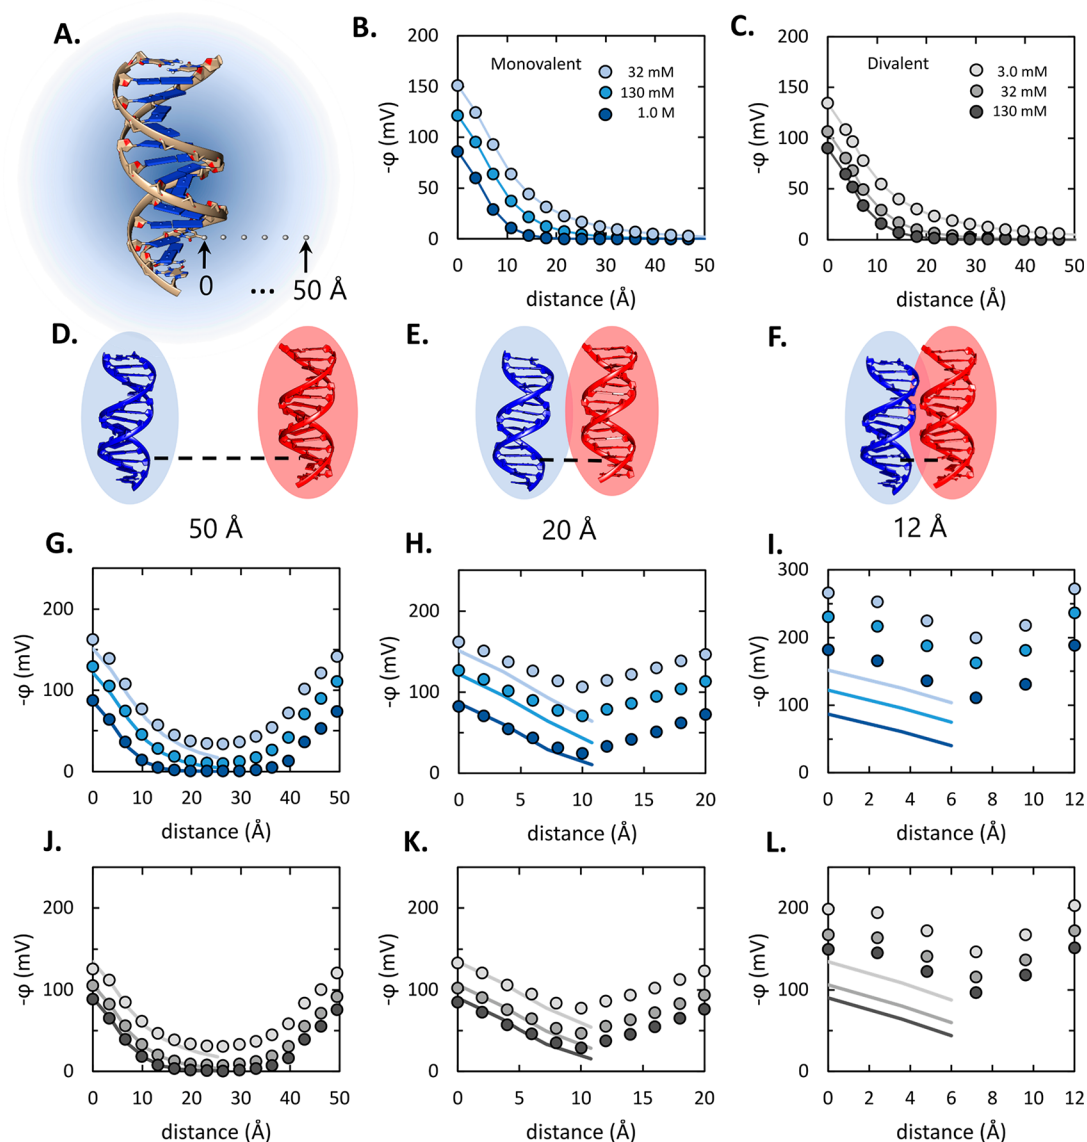 A.
0
...
50 Å
B.
-φ (mV)
200
150
100
50
0
Monovalent
32 mM
130 mM
1.0 M
0 10 20 30 40 50
distance (Å)
C.
-φ (mV)
200
150
100
50
0
Divalent
3.0 mM
32 mM
130 mM
0 10 20 30 40 50
distance (Å)
D.
50 Å
E.
20 Å
F.
12 Å
G.
-φ (mV)
200
100
0
0 10 20 30 40 50
distance (Å)
H.
-φ (mV)
200
100
0
0 5 10 15 20
distance (Å)
I.
-φ (mV)
300
200
100
0
0 2 4 6 8 10 12
distance (Å)
J.
-φ (mV)
200
100
0
0 10 20 30 40 50
distance (Å)
K.
-φ (mV)
200
100
0
0 5 10 15 20
distance (Å)
L.
-φ (mV)
200
100
0
0 2 4 6 8 10 12
distance (Å)